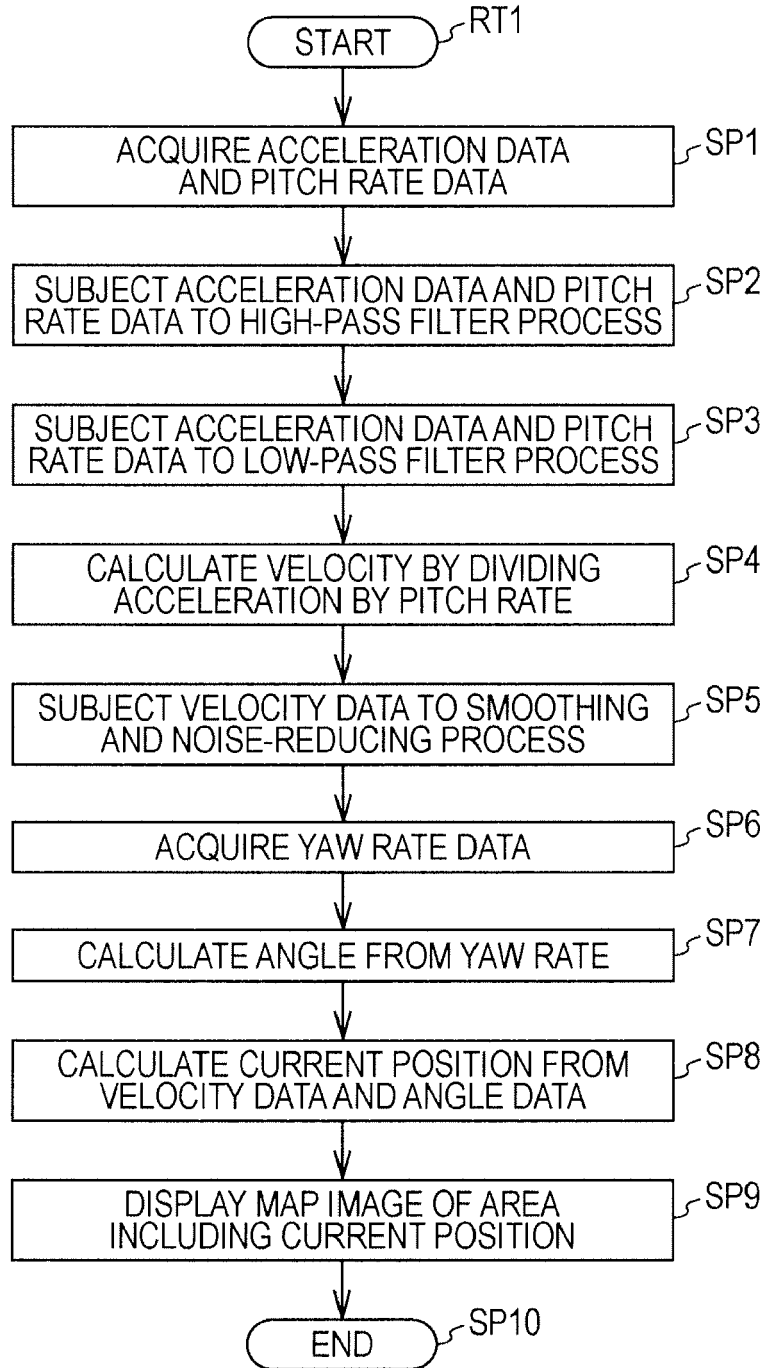 START
RT1
ACQUIRE ACCELERATION DATA
AND PITCH RATE DATA
SP1
SUBJECT ACCELERATION DATA AND PITCH
RATE DATA TO HIGH-PASS FILTER PROCESS
SP2
SUBJECT ACCELERATION DATA AND PITCH
RATE DATA TO LOW-PASS FILTER PROCESS
SP3
CALCULATE VELOCITY BY DIVIDING
ACCELERATION BY PITCH RATE
SP4
SUBJECT VELOCITY DATA TO SMOOTHING
AND NOISE-REDUCING PROCESS
SP5
ACQUIRE YAW RATE DATA
SP6
CALCULATE ANGLE FROM YAW RATE
SP7
CALCULATE CURRENT POSITION FROM
VELOCITY DATA AND ANGLE DATA
SP8
DISPLAY MAP IMAGE OF AREA
INCLUDING CURRENT POSITION
SP9
END
SP10